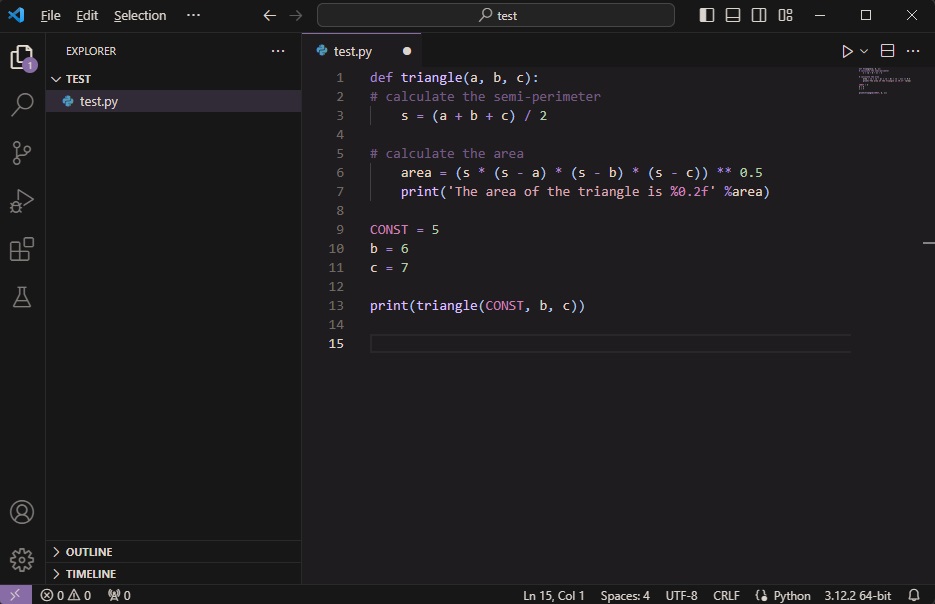 File Edit Selection ··· test
EXPLORER ···
TEST
test.py
OUTLINE
TIMELINE
1
test.py
1 def triangle(a, b, c):
2 # calculate the semi-perimeter
3     s = (a + b + c) / 2
4
5 # calculate the area
6     area = (s * (s - a) * (s - b) * (s - c)) ** 0.5
7     print('The area of the triangle is %0.2f' %area)
8
9 CONST = 5
10 b = 6
11 c = 7
12
13 print(triangle(CONST, b, c))
14
15
0 0 0 Ln 15, Col 1 Spaces: 4 UTF-8 CRLF Python 3.12.2 64-bit